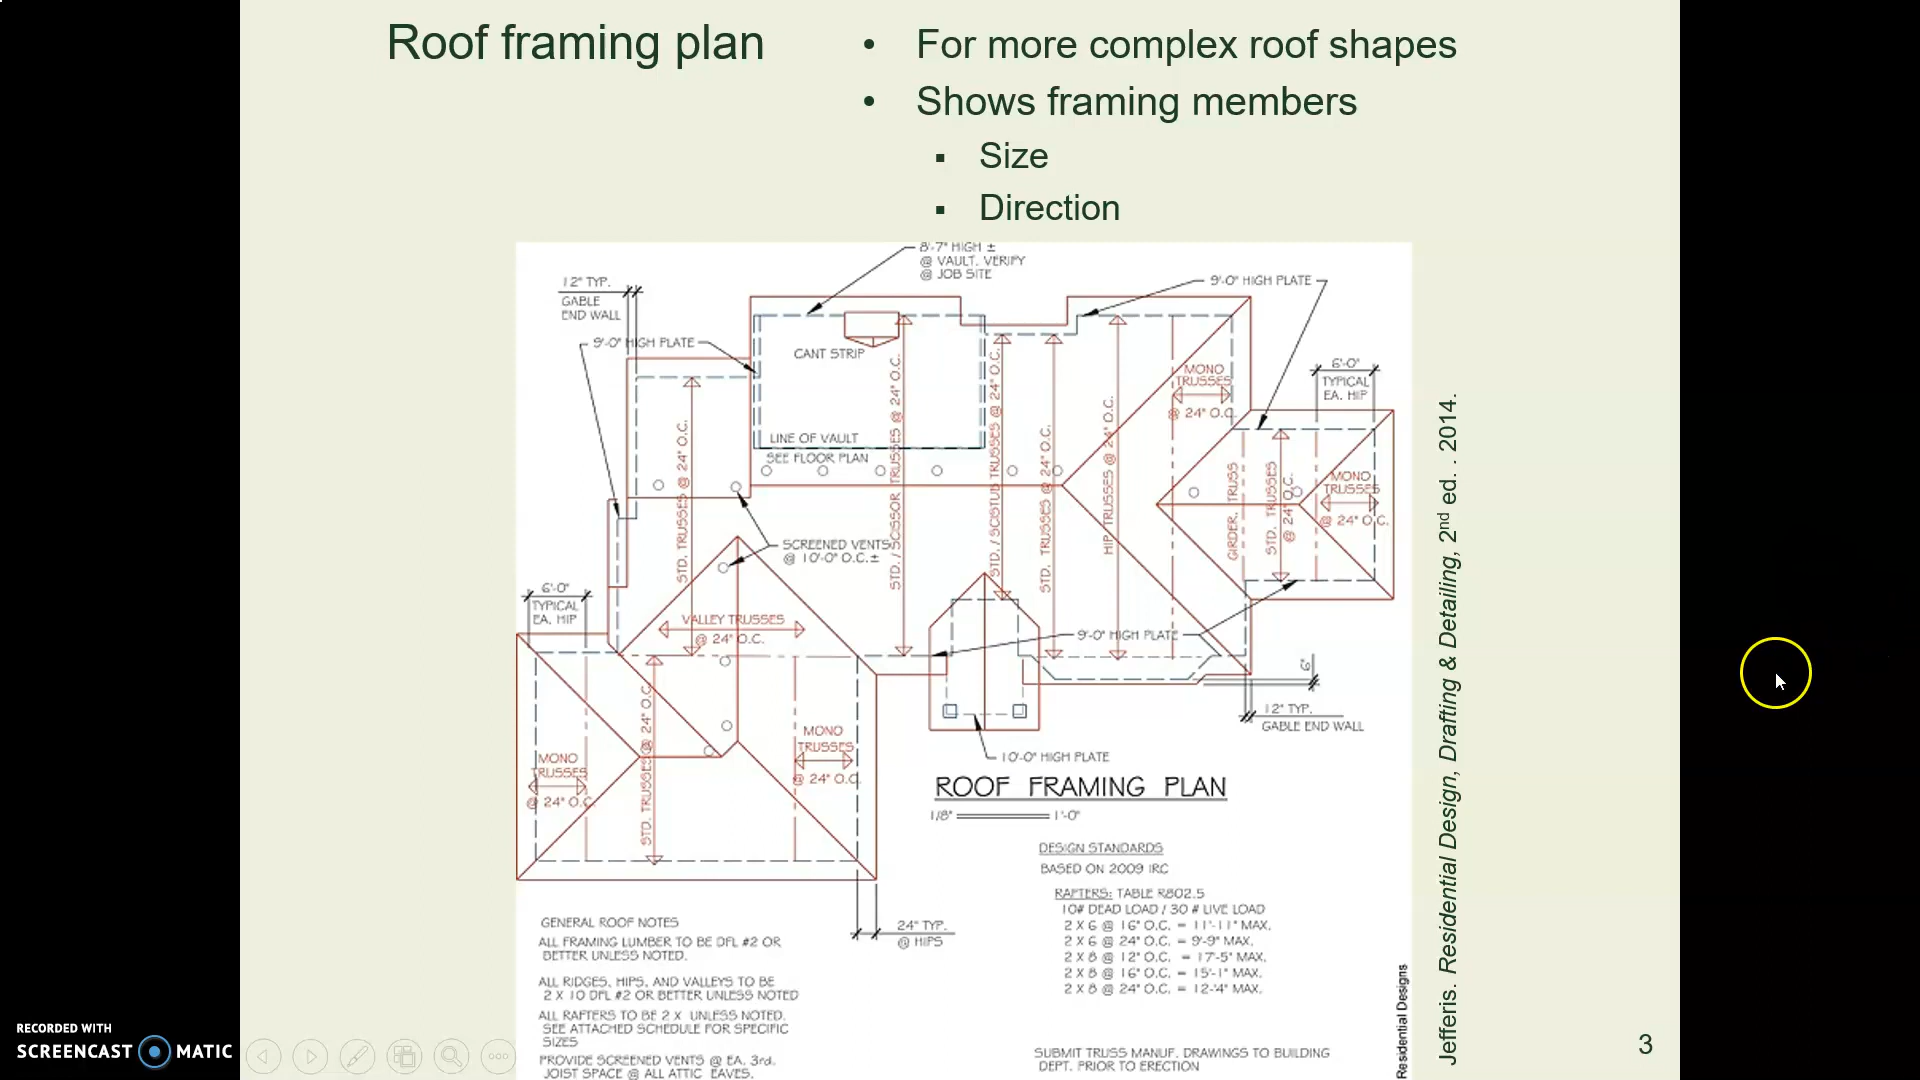 Roof framing plan
• For more complex roof shapes
• Shows framing members
▪ Size
▪ Direction
8'-7" HIGH ±
@ VAULT. VERIFY
@ JOB SITE
12" TYP.
GABLE
END WALL
9'-0" HIGH PLATE
9'-0" HIGH PLATE
CANT STRIP
6'-0"
TYPICAL
EA. HIP
MONO
TRUSSES
@ 24" O.C.
LINE OF VAULT
SEE FLOOR PLAN
STD. TRUSSES @ 24" O.C.
STD. / SCISSOR TRUSSES @ 24" O.C.
STD. / SCISTUB TRUSSES @ 24" O.C.
STD. TRUSSES @ 24" O.C.
HIP TRUSSES @ 24" O.C.
GIRDER TRUSS
STD. TRUSSES
@ 24" O.C.
MONO
TRUSSES
@ 24" O.C.
SCREENED VENTS
@ 10'-0" O.C.±
6'-0"
TYPICAL
EA. HIP
VALLEY TRUSSES
@ 24" O.C.
9'-0" HIGH PLATE
6"
12" TYP.
GABLE END WALL
STD. TRUSSES @ 24" O.C.
MONO
TRUSSES
@ 24" O.C.
MONO
TRUSSES
@ 24" O.C.
10'-0" HIGH PLATE
ROOF FRAMING PLAN
1/8" 1'-0"
DESIGN STANDARDS
BASED ON 2009 IRC
RAFTERS: TABLE R802.5
10# DEAD LOAD / 30 # LIVE LOAD
2 X 6 @ 16" O.C. = 11'-11" MAX.
2 X 6 @ 24" O.C. = 9'-9" MAX.
2 X 8 @ 12" O.C. = 17'-5" MAX.
2 X 8 @ 16" O.C. = 15'-1" MAX.
2 X 8 @ 24" O.C. = 12'-4" MAX.
24" TYP.
@ HIPS
GENERAL ROOF NOTES
ALL FRAMING LUMBER TO BE DFL #2 OR
BETTER UNLESS NOTED.
ALL RIDGES, HIPS, AND VALLEYS TO BE
2 X 10 DFL #2 OR BETTER UNLESS NOTED
ALL RAFTERS TO BE 2 X UNLESS NOTED.
SEE ATTACHED SCHEDULE FOR SPECIFIC
SIZES
PROVIDE SCREENED VENTS @ EA. 3rd.
JOIST SPACE @ ALL ATTIC EAVES.
SUBMIT TRUSS MANUF. DRAWINGS TO BUILDING
DEPT. PRIOR TO ERECTION
Residential Designs
Jefferis. Residential Design, Drafting & Detailing, 2nd ed. . 2014.
3
RECORDED WITH
SCREENCAST MATIC